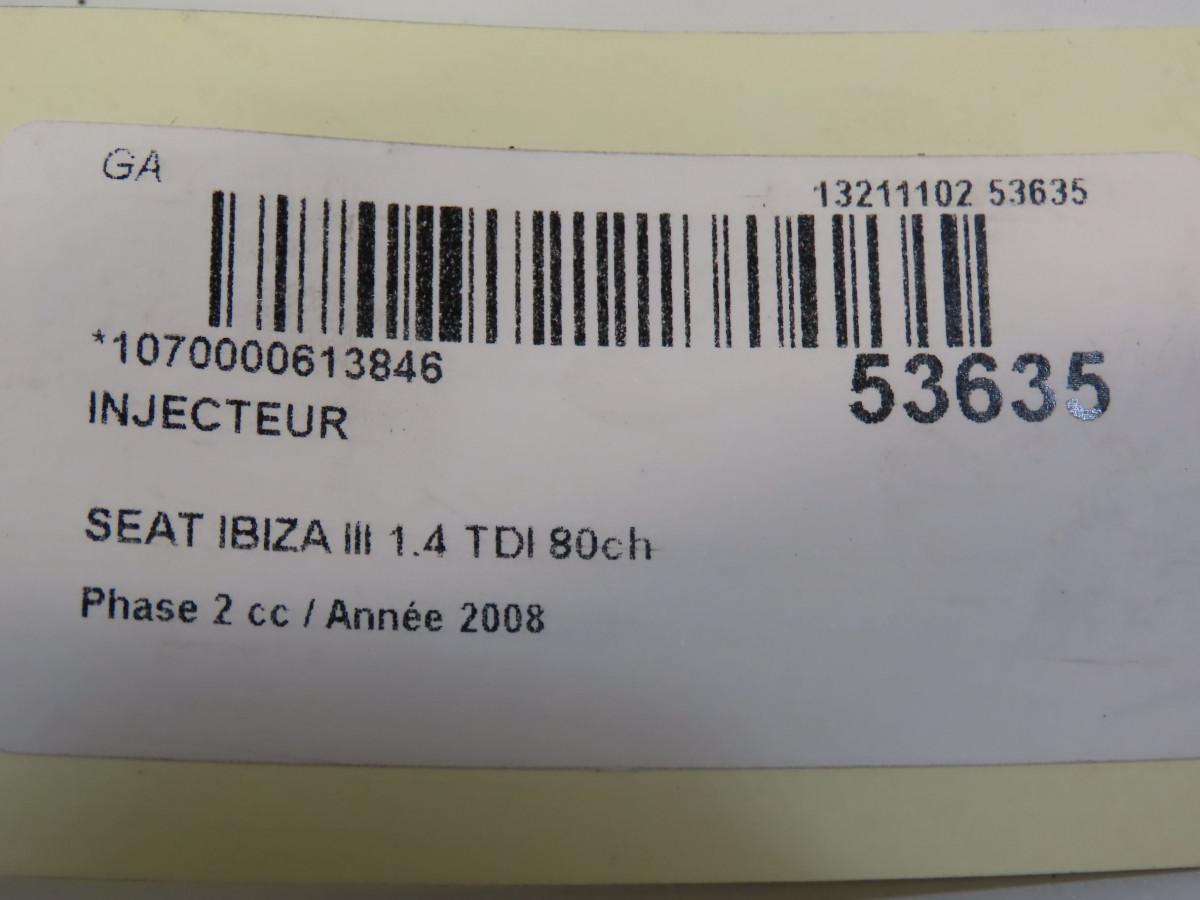 GA
13211102 53635
*1070000613846
53635
INJECTEUR
SEAT IBIZA III 1.4 TDI 80ch
Phase 2 cc / Année 2008